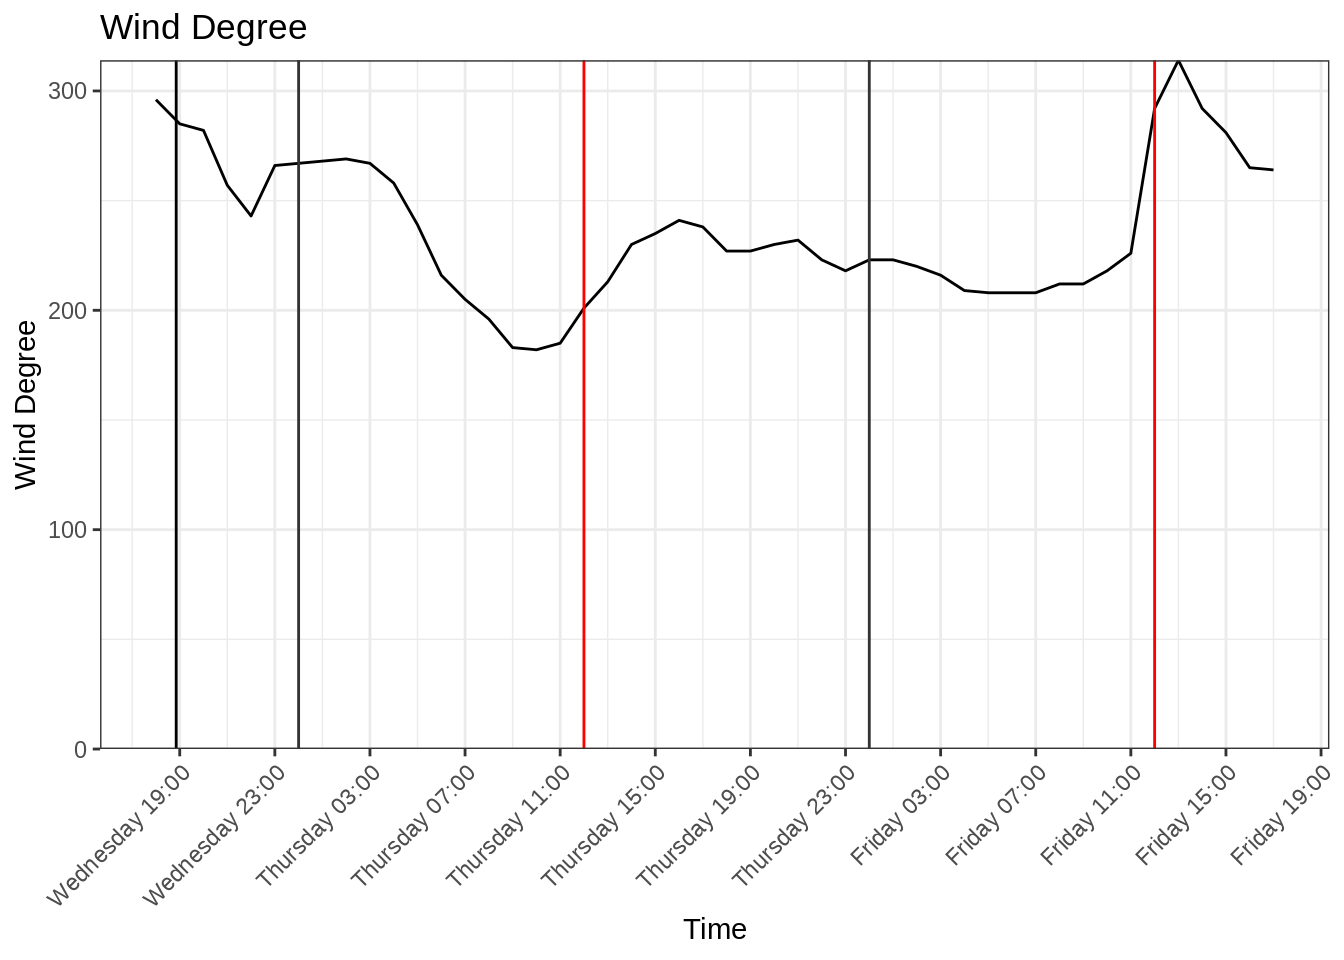 Wind Degree
Wind Degree
300
200
100
0
Wednesday 19:00
Wednesday 23:00
Thursday 03:00
Thursday 07:00
Thursday 11:00
Thursday 15:00
Thursday 19:00
Thursday 23:00
Friday 03:00
Friday 07:00
Friday 11:00
Friday 15:00
Friday 19:00
Time